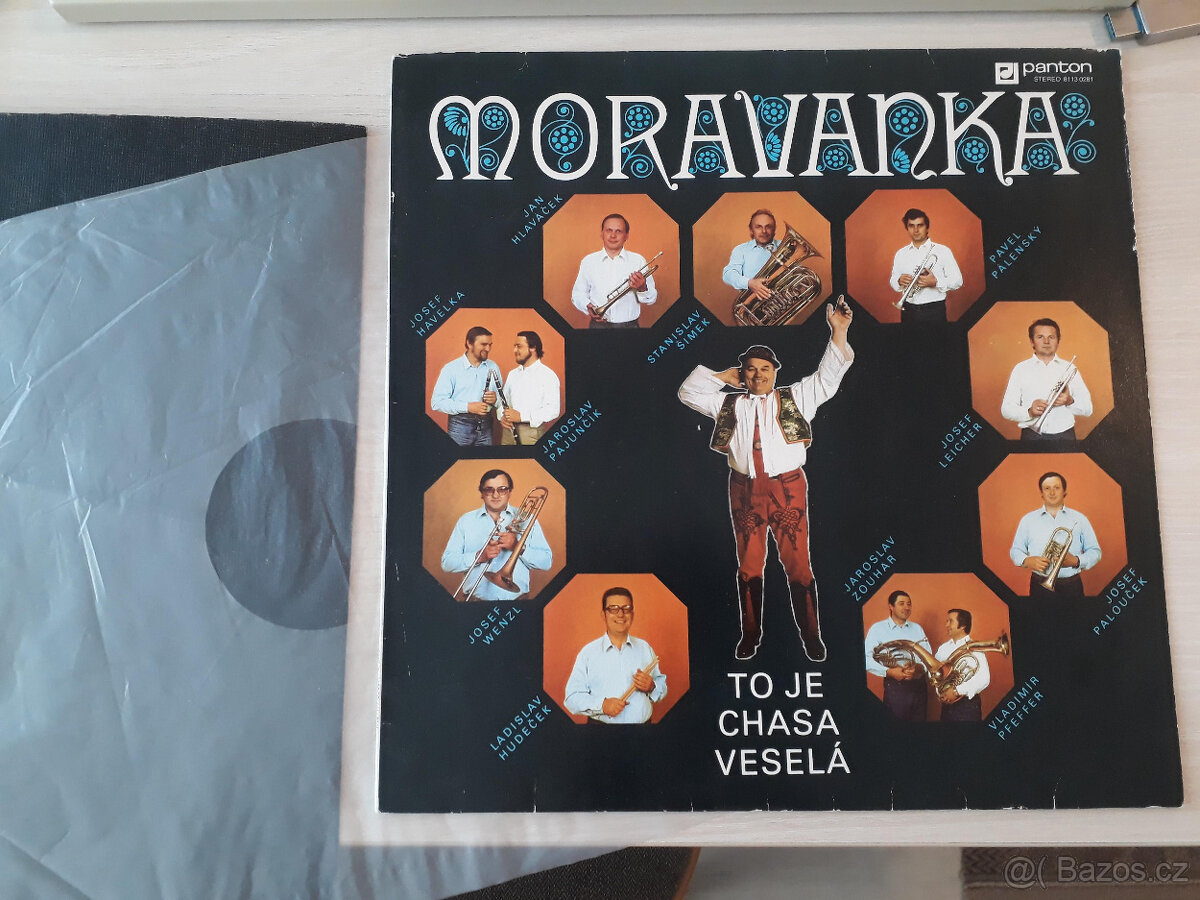 panton
STEREO 8113 0281
MORAVANKA
JAN
HLAVÁČEK
STANISLAV
ŠIMEK
PAVEL
PÁLENSKÝ
JOSEF
HAVELKA
JAROSLAV
PAJUNČÍK
JOSEF
LEICHER
JOSEF
WENZL
JAROSLAV
ZOUHAR
JOSEF
PALOUČEK
LADISLAV
HUDEČEK
VLADIMÍR
PFEFFER
TO JE
CHASA
VESELÁ
@( Bazos.cz